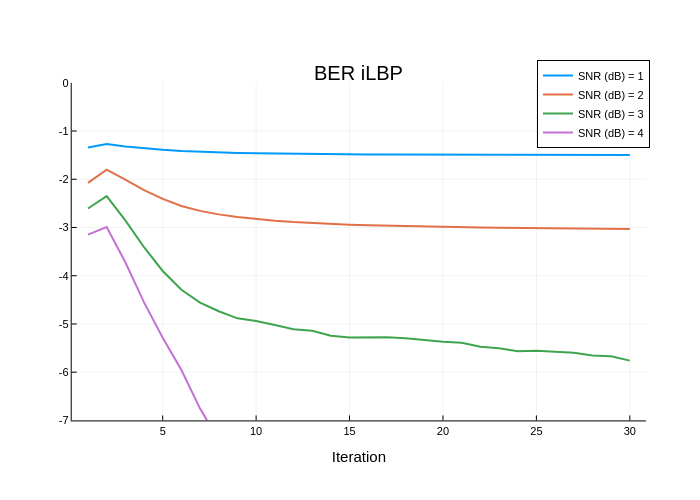 BER iLBP
SNR (dB) = 1
SNR (dB) = 2
SNR (dB) = 3
SNR (dB) = 4
0
-1
-2
-3
-4
-5
-6
-7
5 10 15 20 25 30
Iteration